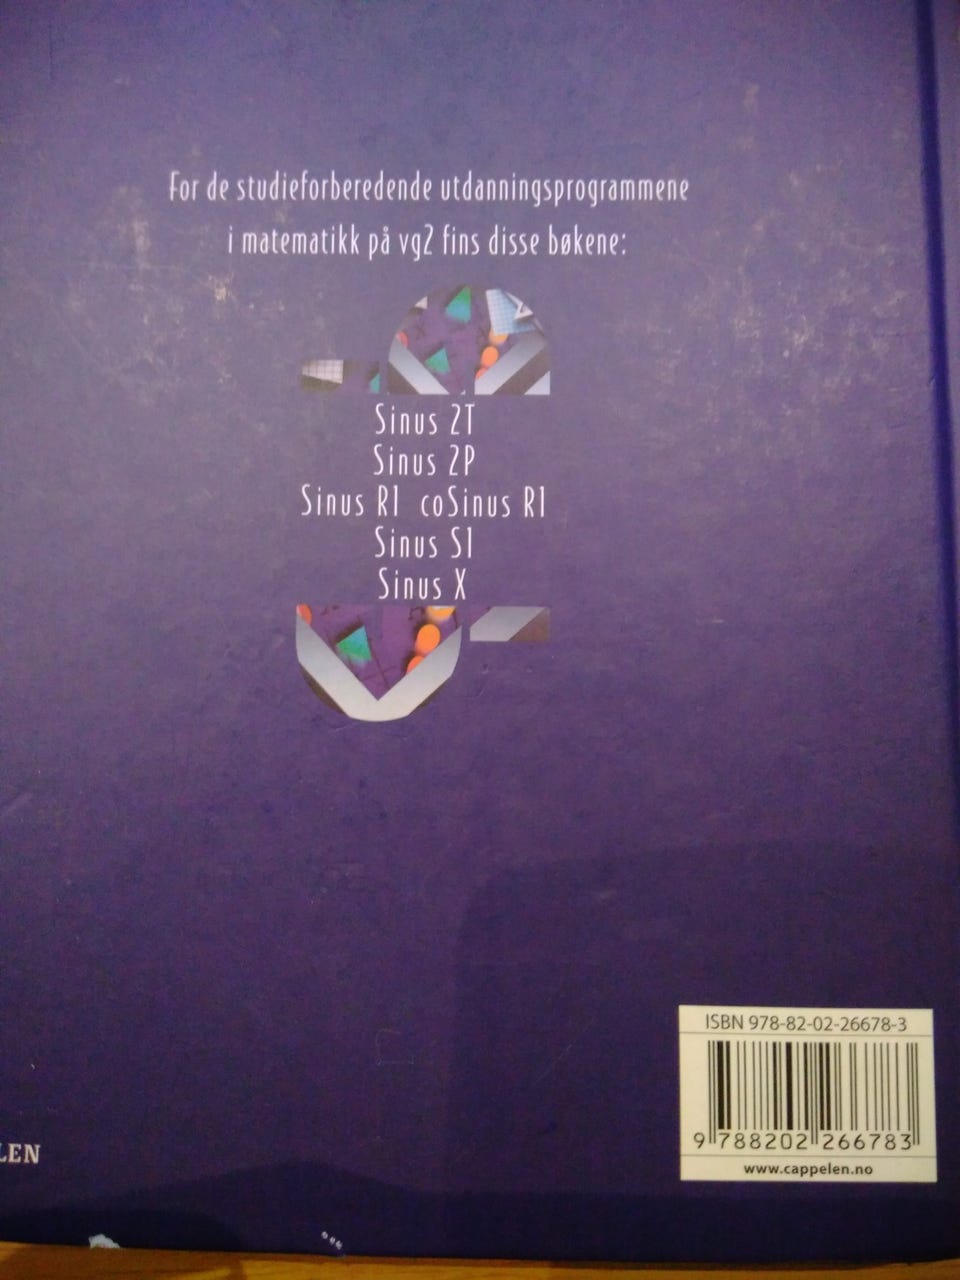 For de studieforberedende utdanningsprogrammene
i matematikk på vg2 fins disse bøkene:
Sinus 2T
Sinus 2P
Sinus R1 coSinus R1
Sinus S1
Sinus X
ISBN 978-82-02-26678-3
9 788202 266783
www.cappelen.no
LEN